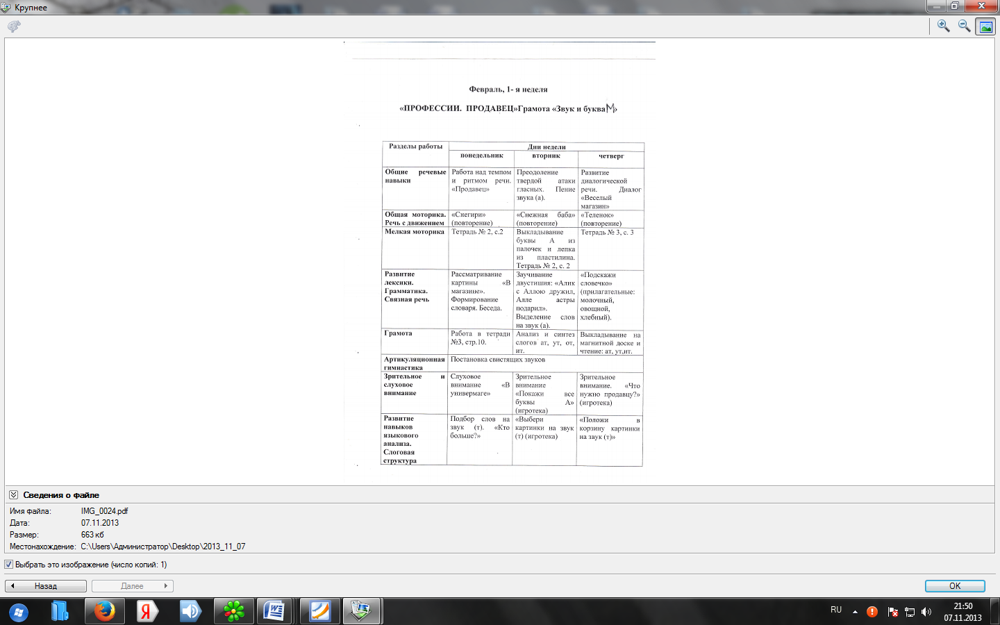 Крупнее
Февраль, 1- я неделя
«ПРОФЕССИИ. ПРОДАВЕЦ»Грамота «Звук и буква М»
Разделы работы
Дни недели
понедельник
вторник
четверг
Общие речевые
навыки
Работа над темпом
и ритмом речи.
«Продавец»
Преодоление
твердой атаки
гласных. Пение
звука (а).
Развитие
диалогической
речи. Диалог
«Веселый
магазин»
Общая моторика.
Речь с движением
«Снегири»
(повторение)
«Снежная баба»
(повторение)
«Теленок»
(повторение)
Мелкая моторика
Тетрадь № 2, с.2
Выкладывание
буквы А из
палочек и лепка
из пластилина.
Тетрадь № 2, с. 2
Тетрадь № 3, с. 3
Развитие
лексики.
Грамматика.
Связная речь
Рассматривание
картины «В
магазине».
Формирование
словаря. Беседа.
Заучивание
двустишия: «Алик
с Аллою дружил,
Алле астры
подарил».
Выделение слов
на звук (а).
«Подскажи
словечко»
(прилагательные:
молочный,
овощной,
хлебный).
Грамота
Работа в тетради
№3, стр.10.
Анализ и синтез
слогов ат, ут, от,
ит.
Выкладывание на
магнитной доске и
чтение: ат, ут,ит.
Артикуляционная
гимнастика
Постановка свистящих звуков
Зрительное и
слуховое
внимание
Слуховое
внимание «В
универмаге»
Зрительное
внимание
«Покажи все
буквы А»
(игротека)
Зрительное
внимание. «Что
нужно продавцу?»
(игротека)
Развитие
навыков
языкового
анализа.
Слоговая
структура
Подбор слов на
звук (т). «Кто
больше?»
«Выбери
картинки на звук
(т) (игротека)
«Положи в
корзину картинки
на звук (т)»
Сведения о файле
Имя файла: IMG_0024.pdf
Дата: 07.11.2013
Размер: 663 кб
Местонахождение: C:\Users\Администратор\Desktop\2013_11_07
Выбрать это изображение (число копий: 1)
Назад
Далее
OK
RU
21:50
07.11.2013